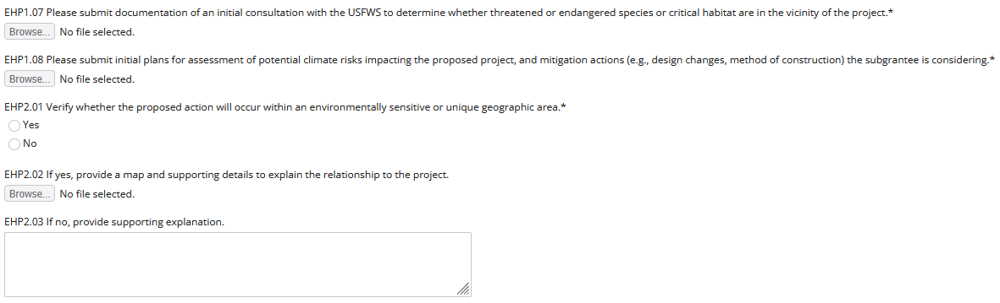 EHP1.07 Please submit documentation of an initial consultation with the USFWS to determine whether threatened or endangered species or critical habitat are in the vicinity of the project.*
Browse... No file selected.
EHP1.08 Please submit initial plans for assessment of potential climate risks impacting the proposed project, and mitigation actions (e.g., design changes, method of construction) the subgrantee is considering.*
Browse... No file selected.
EHP2.01 Verify whether the proposed action will occur within an environmentally sensitive or unique geographic area.*
Yes
No
EHP2.02 If yes, provide a map and supporting details to explain the relationship to the project.
Browse... No file selected.
EHP2.03 If no, provide supporting explanation.